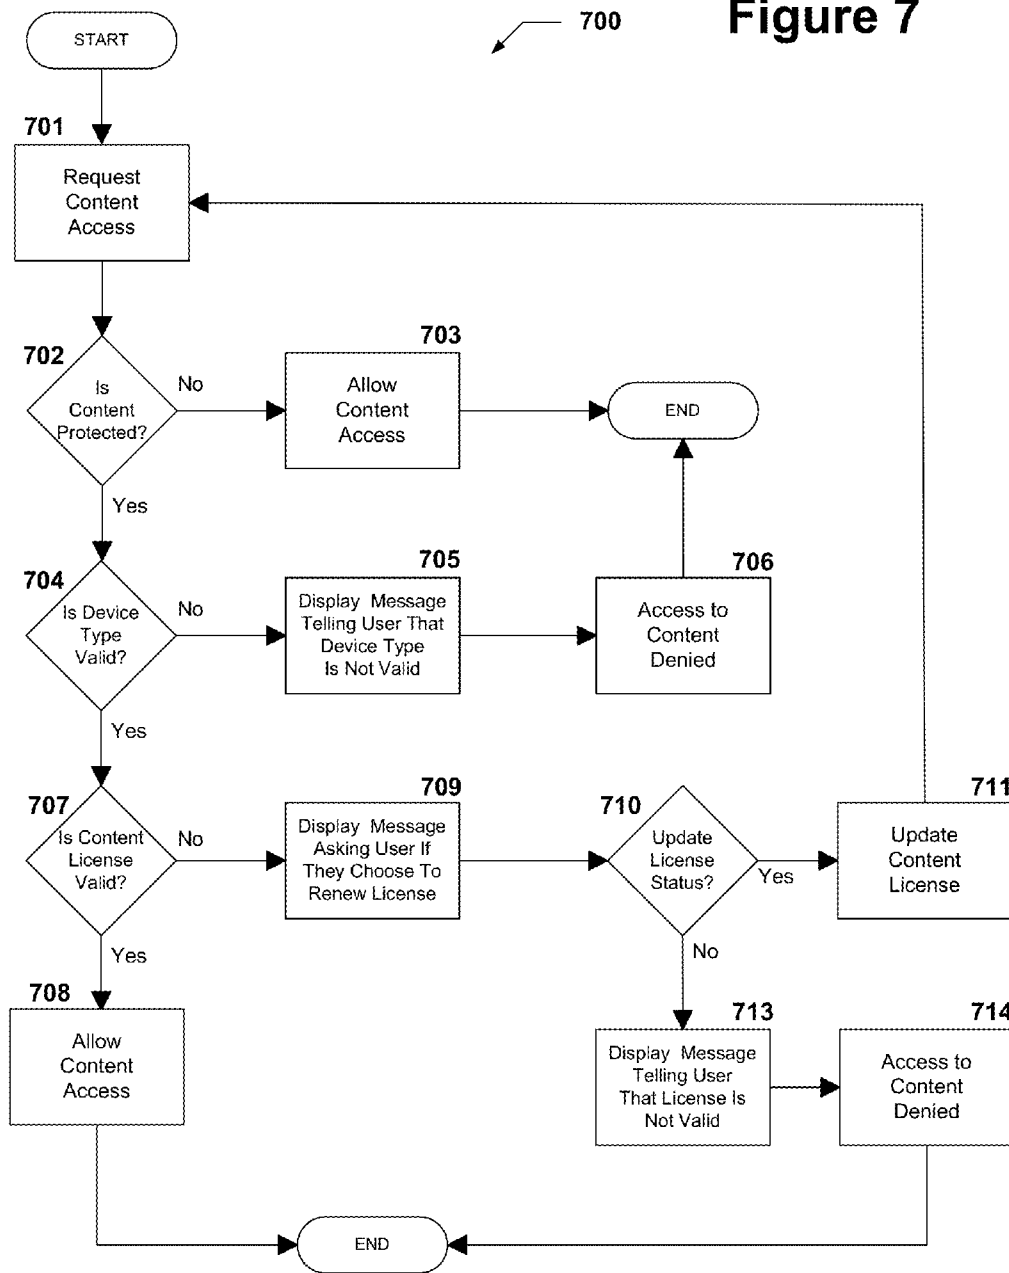 Figure 7
700
START
701
Request
Content
Access
702
Is
Content
Protected?
No
703
Allow
Content
Access
END
Yes
704
Is Device
Type
Valid?
No
705
Display Message
Telling User That
Device Type
Is Not Valid
706
Access to
Content
Denied
Yes
707
Is Content
License
Valid?
No
709
Display Message
Asking User If
They Choose To
Renew License
710
Update
License
Status?
Yes
711
Update
Content
License
Yes
No
708
Allow
Content
Access
713
Display Message
Telling User
That License Is
Not Valid
714
Access to
Content
Denied
END